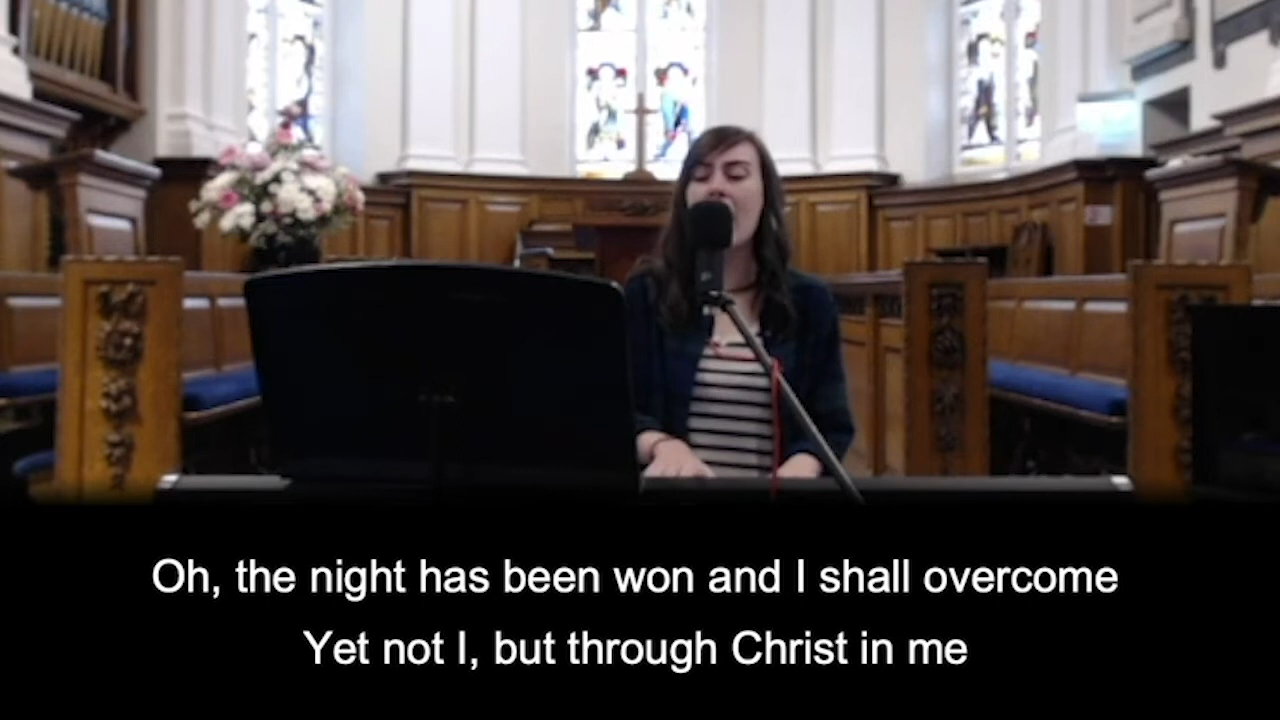 Oh, the night has been won and I shall overcome
Yet not I, but through Christ in me